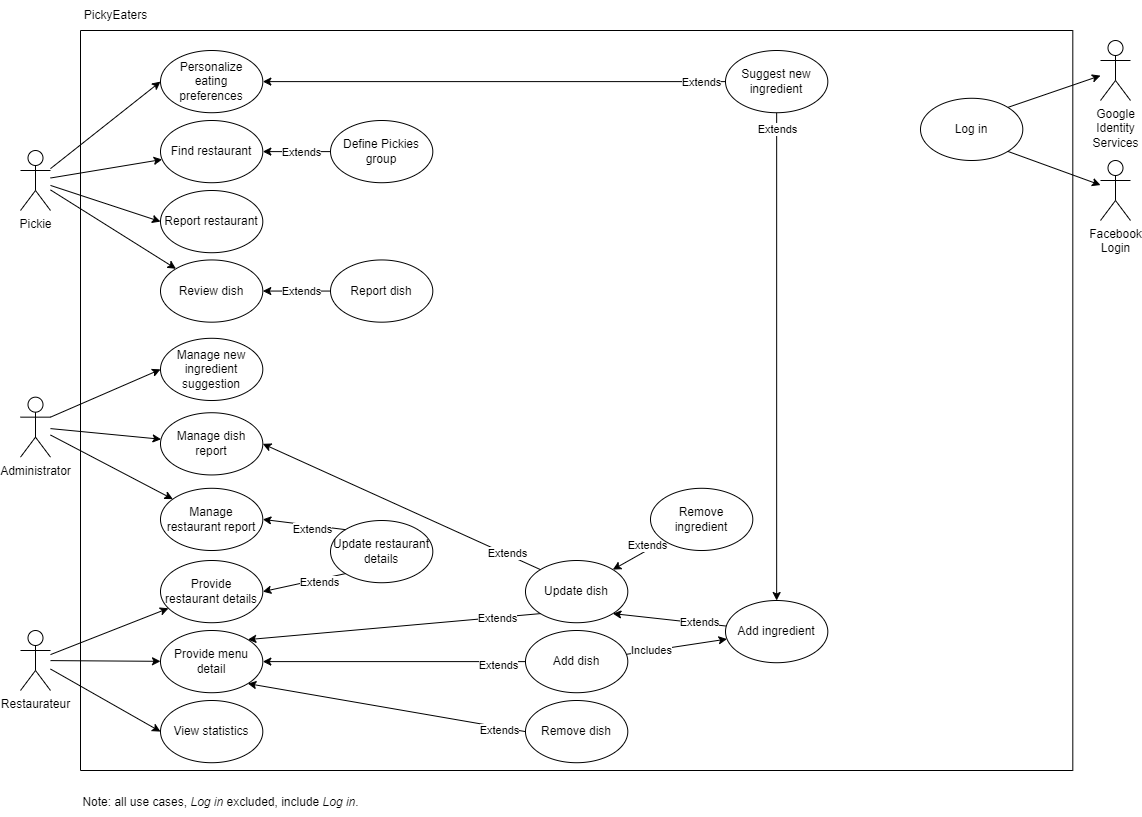 PickyEaters
Personalize
eating
preferences
Extends
Suggest new
ingredient
Extends
Log in
Google
Identity
Services
Find restaurant
Extends
Define Pickies
group
Pickie
Report restaurant
Facebook
Login
Review dish
Extends
Report dish
Manage new
ingredient
suggestion
Administrator
Manage dish
report
Manage
restaurant report
Extends
Update restaurant
details
Extends
Remove
ingredient
Extends
Extends
Provide
restaurant details
Update dish
Extends
Extends
Add ingredient
Restaurateur
Provide menu
detail
Extends
Add dish
Includes
View statistics
Extends
Remove dish
Note: all use cases, Log in excluded, include Log in.